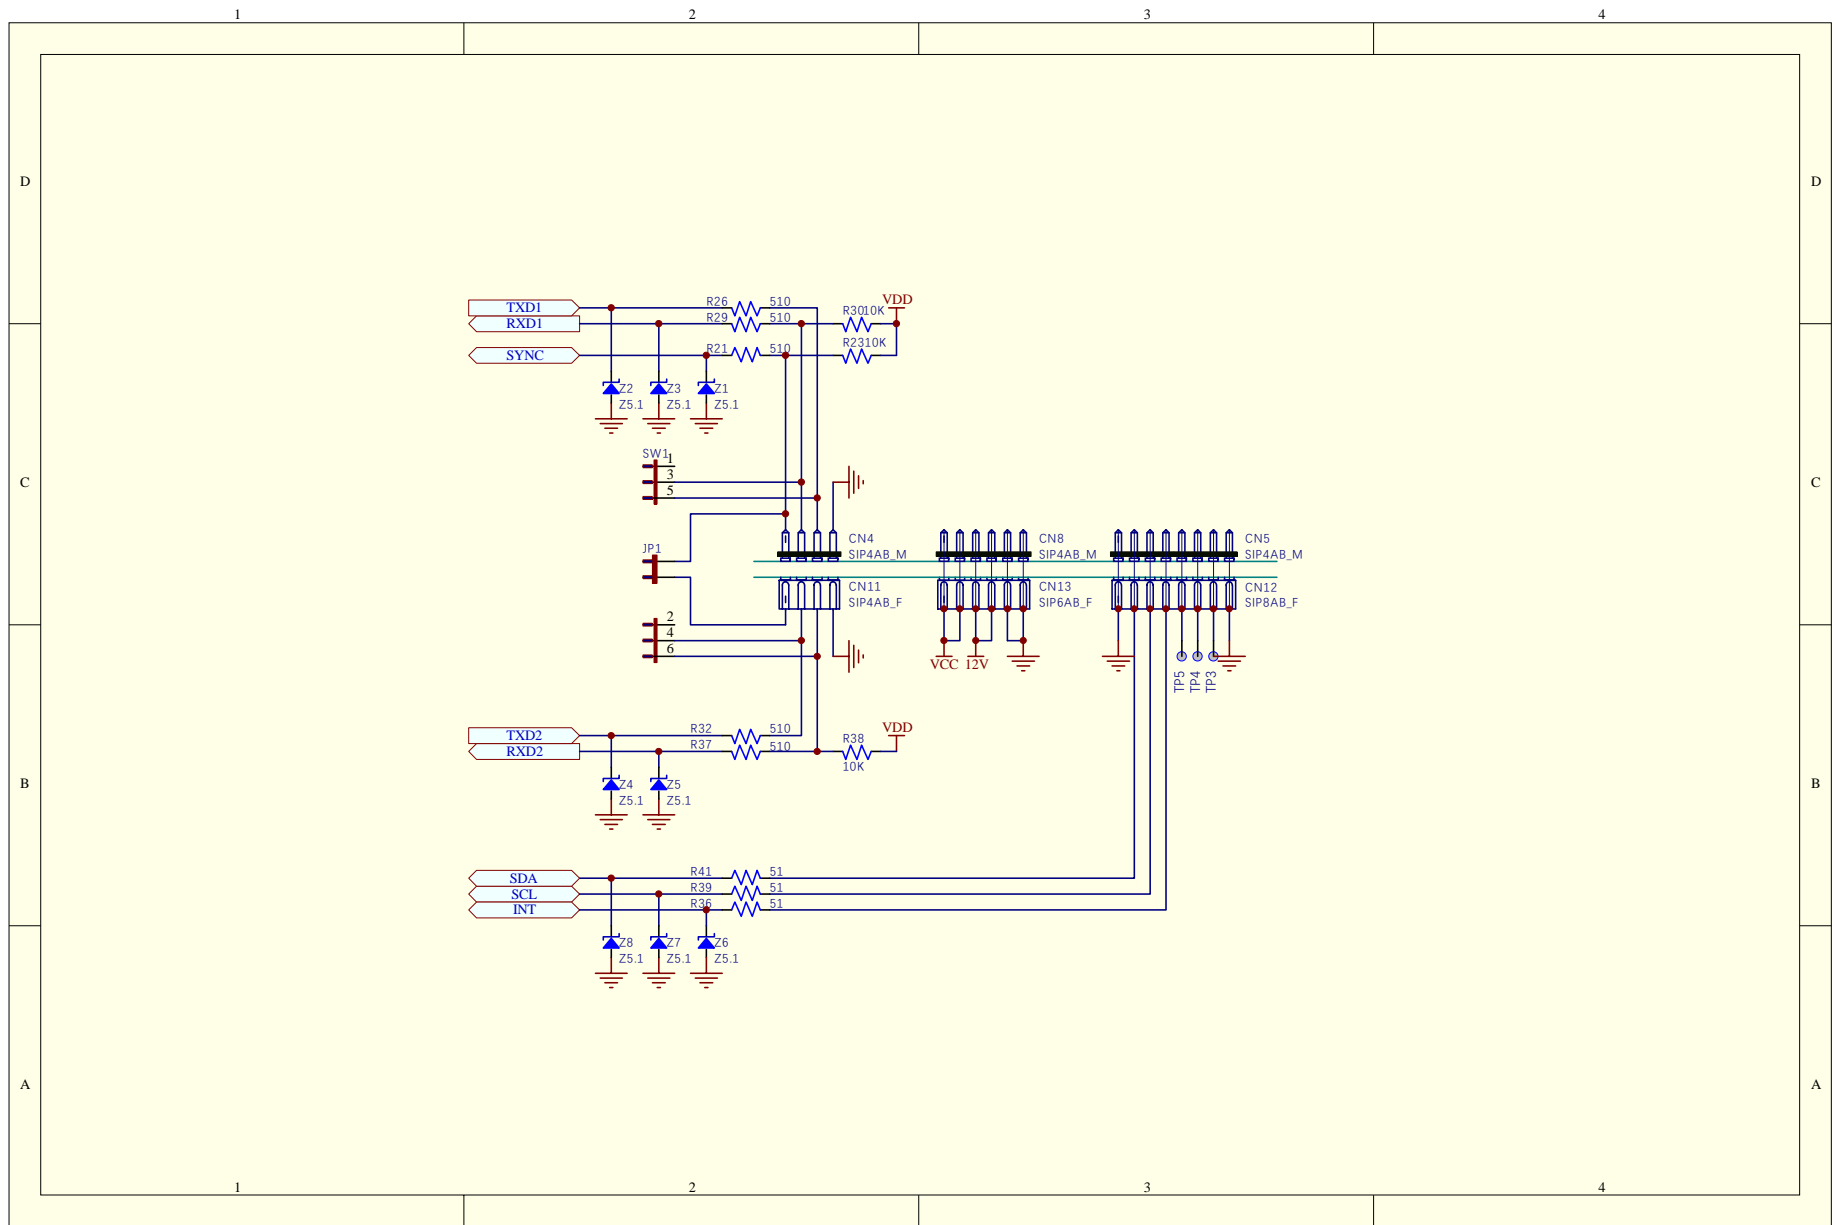 1 2 3 4
D D
TXD1 R26 510 VDD
R30 10K
RXD1 R29 510
SYNC R21 510 R23 10K
Z2 Z3 Z1
Z5.1 Z5.1 Z5.1
SW1
1
3
5
C C
CN4 CN8 CN5
SIP4AB_M SIP4AB_M SIP4AB_M
JP1
CN11 CN13 CN12
SIP4AB_F SIP6AB_F SIP8AB_F
2
4
6
VCC 12V
TP5 TP4 TP3
TXD2 R32 510 VDD
RXD2 R37 510 R38
10K
B B
Z4 Z5
Z5.1 Z5.1
SDA R41 51
SCL R39 51
INT R36 51
Z8 Z7 Z6
Z5.1 Z5.1 Z5.1
A A
1 2 3 4